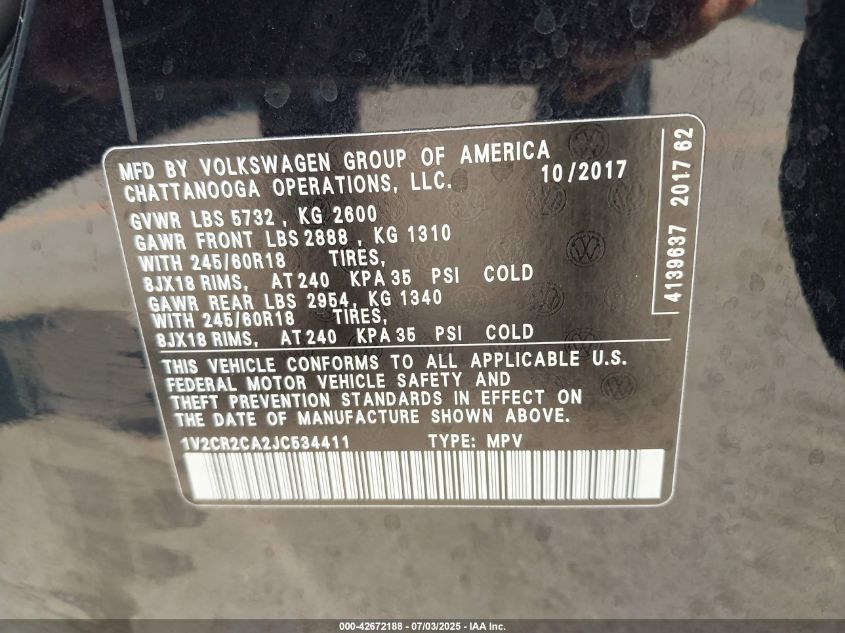 MFD BY VOLKSWAGEN GROUP OF AMERICA
CHATTANOOGA OPERATIONS, LLC. 10/2017
GVWR LBS 5732 , KG 2600
GAWR FRONT LBS 2888 , KG 1310
WITH 245/60R18 TIRES,
8JX18 RIMS, AT 240 KPA 35 PSI COLD
GAWR REAR LBS 2954, KG 1340
WITH 245/60R18 TIRES,
8JX18 RIMS, AT 240 KPA 35 PSI COLD
THIS VEHICLE CONFORMS TO ALL APPLICABLE U.S.
FEDERAL MOTOR VEHICLE SAFETY AND
THEFT PREVENTION STANDARDS IN EFFECT ON
THE DATE OF MANUFACTURE SHOWN ABOVE.
1V2CR2CA2JC534411 TYPE: MPV
4139637 2017 62
000-42672188 - 07/03/2025 - IAA Inc.